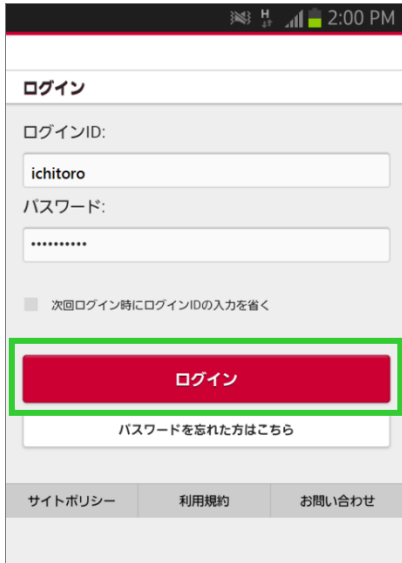 H 2:00 PM
ログイン
ログインID:
ichitoro
パスワード:
••••••••••
次回ログイン時にログインIDの入力を省く
ログイン
パスワードを忘れた方はこちら
サイトポリシー 利用規約 お問い合わせ